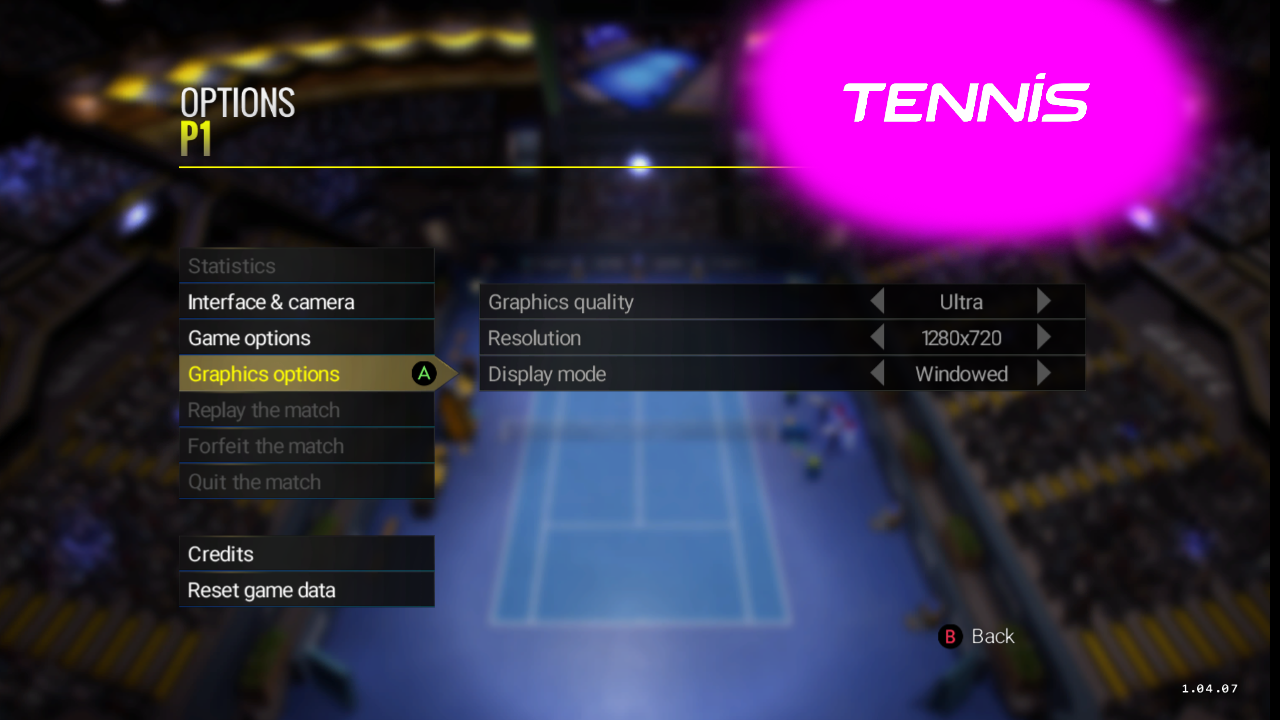 OPTIONS
P1
TENNIS
Statistics
Interface & camera
Game options
Graphics options A
Replay the match
Forfeit the match
Quit the match
Credits
Reset game data
Graphics quality Ultra
Resolution 1280x720
Display mode Windowed
B Back
1.04.07